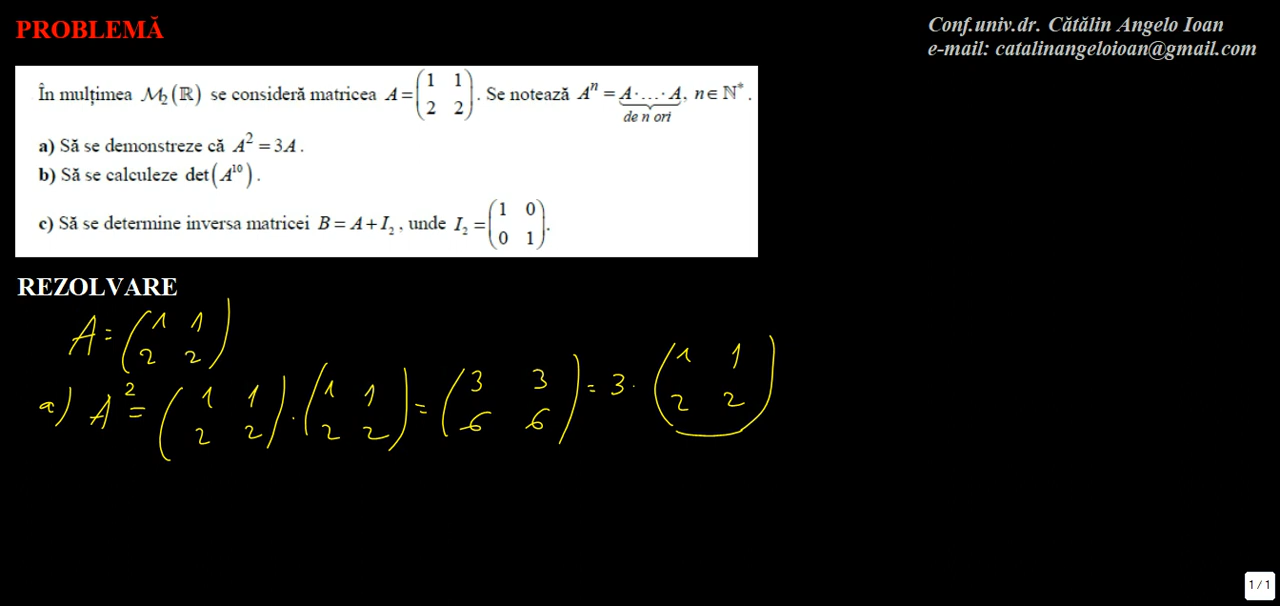 PROBLEMĂ
Conf.univ.dr. Cătălin Angelo Ioan
e-mail: catalinangeloioan@gmail.com
În mulțimea M₂(ℝ) se consideră matricea A = (1 1; 2 2). Se notează Aⁿ = A·…·A, n ∈ ℕ*.
de n ori
a) Să se demonstreze că A² = 3A.
b) Să se calculeze det(A¹⁰).
c) Să se determine inversa matricei B = A + I₂, unde I₂ = (1 0; 0 1).
REZOLVARE
A = (1 1; 2 2)
a) A² = (1 1; 2 2) · (1 1; 2 2) = (3 3; 6 6) = 3 · (1 1; 2 2)
1 / 1